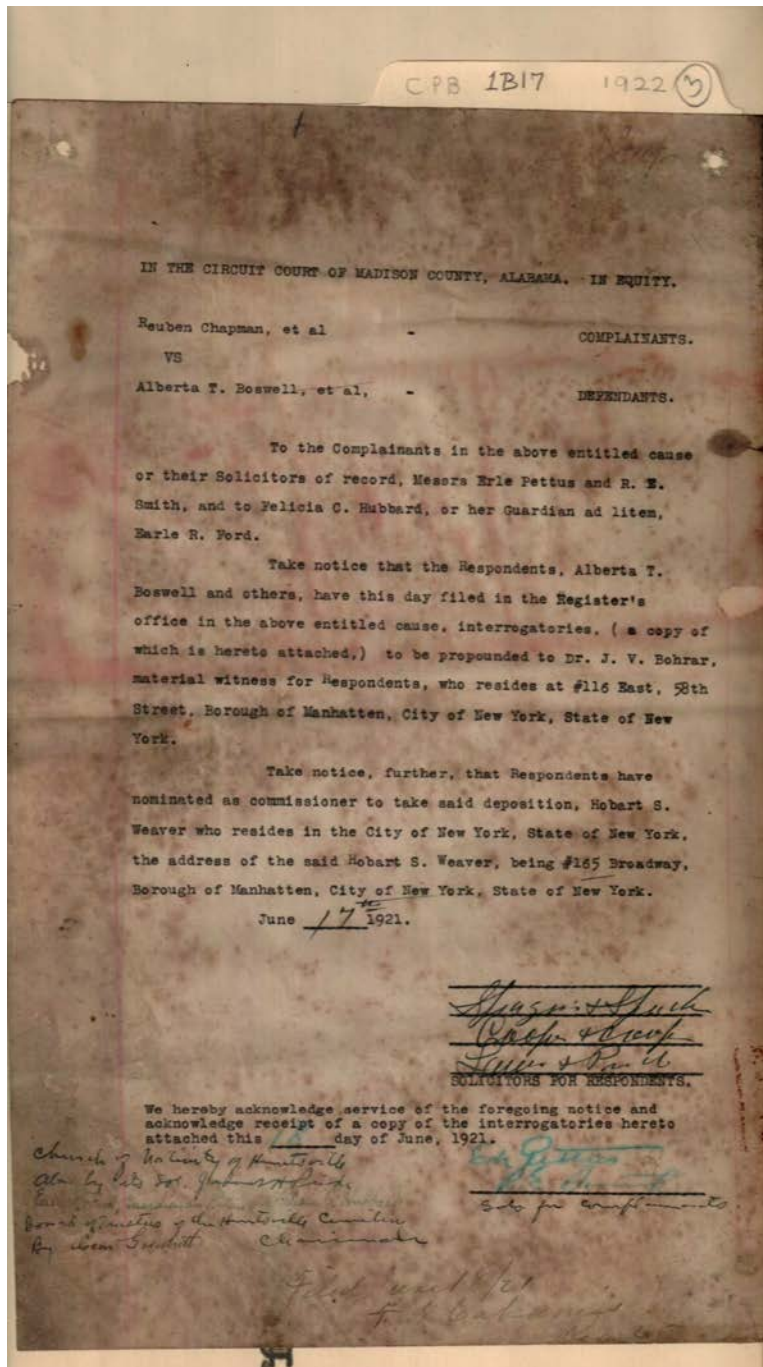 CPB 1B17 1922 3
IN THE CIRCUIT COURT OF MADISON COUNTY, ALABAMA. - IN EQUITY.
Reuben Chapman, et al - COMPLAINANTS.
VS
Alberta T. Boswell, et al, - DEFENDANTS.
To the Complainants in the above entitled cause
or their Solicitors of record, Messrs Erle Pettus and R. E.
Smith, and to Felicia C. Hubbard, or her Guardian ad litem,
Earle R. Ford.
Take notice that the Respondents, Alberta T.
Boswell and others, have this day filed in the Register's
office in the above entitled cause, interrogatories, ( a copy of
which is hereto attached,) to be propounded to Dr. J. V. Bohrar,
material witness for Respondents, who resides at #116 East, 58th
Street, Borough of Manhatten, City of New York, State of New
York.
Take notice, further, that Respondents have
nominated as commissioner to take said deposition, Hobart S.
Weaver who resides in the City of New York, State of New York,
the address of the said Hobart S. Weaver, being #165 Broadway,
Borough of Manhatten, City of New York, State of New York.
June 17th 1921.
Cooper & Cooper
SOLICITORS FOR RESPONDENTS.
We hereby acknowledge service of the foregoing notice and
acknowledge receipt of a copy of the interrogatories hereto
attached this day of June, 1921.
Church of Nativity of Huntsville
Ala by its Sol.
Sols for Complainants
Board of Trustees of the Huntsville
By Chairman
Filed